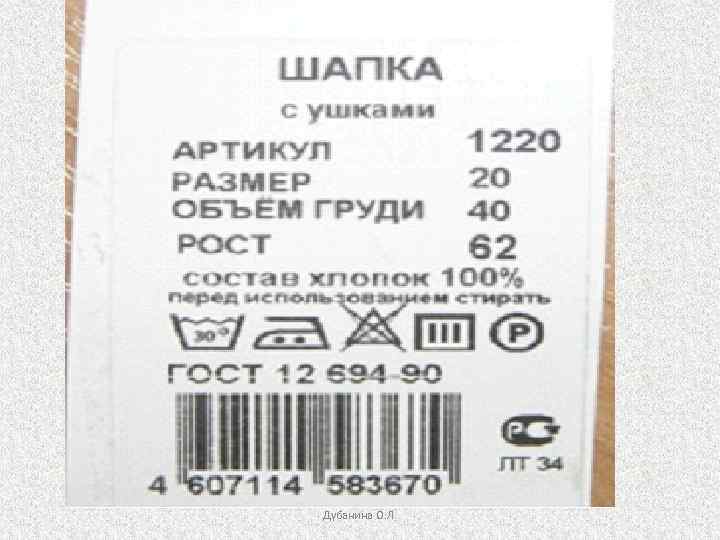 ШАПКА
с ушками
АРТИКУЛ 1220
РАЗМЕР 20
ОБЪЁМ ГРУДИ 40
РОСТ 62
состав хлопок 100%
перед использованием стирать
30° P
ГОСТ 12 694-90
РС
ЛТ 34
4 607114 583670
Дубанина О.Л